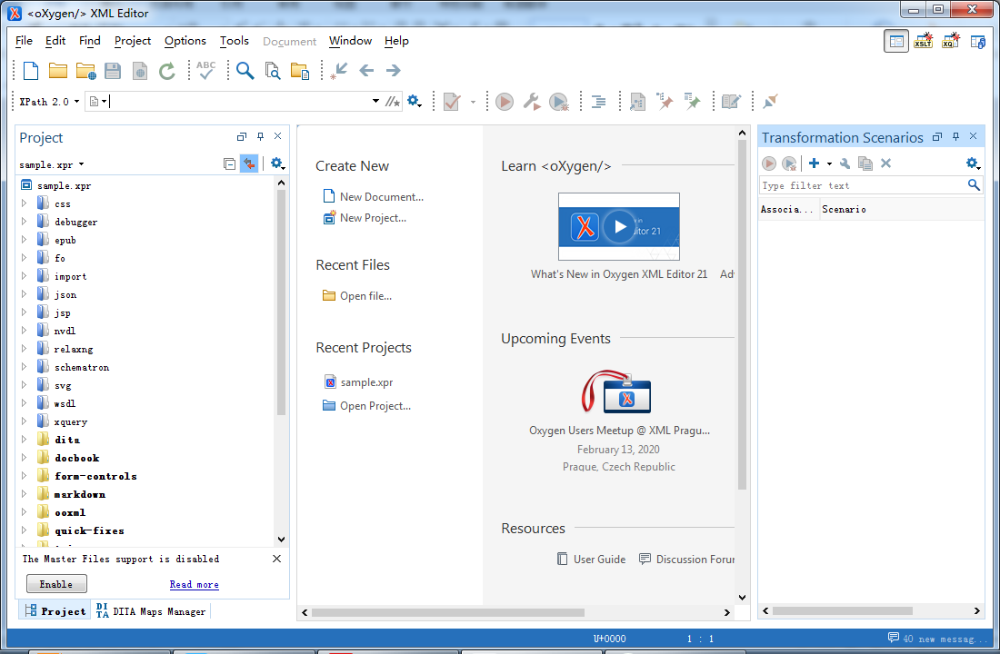 <oXygen/> XML Editor
File Edit Find Project Options Tools Document Window Help
XSLT XQ
ABC
XPath 2.0
Project
sample.xpr
sample.xpr
css
debugger
epub
fo
import
json
jsp
nvdl
relaxng
schematron
svg
wsdl
xquery
dita
docbook
form-controls
markdown
ooxml
quick-fixes
The Master Files support is disabled
Enable Read more
Project DITA DITA Maps Manager
Create New
New Document...
New Project...
Recent Files
Open file...
Recent Projects
sample.xpr
Open Project...
Learn <oXygen/>
itor 21
What's New in Oxygen XML Editor 21 Adv
Upcoming Events
Oxygen Users Meetup @ XML Pragu...
February 13, 2020
Prague, Czech Republic
Resources
User Guide Discussion Forum
Transformation Scenarios
Type filter text
Associa... Scenario
U+0000 1 : 1 40 new messag...